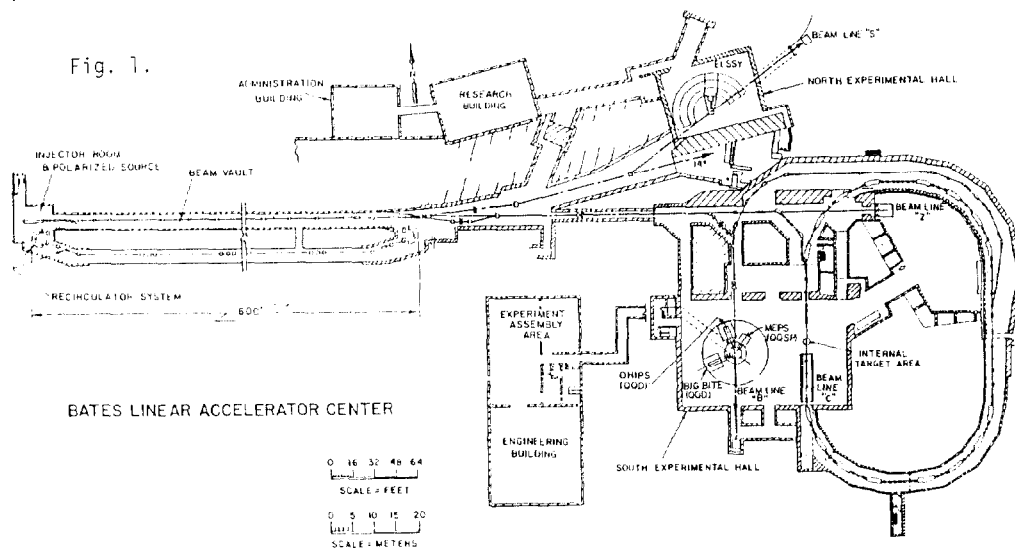 Fig. 1.
BEAM LINE "S"
ELSSY
NORTH EXPERIMENTAL HALL
ADMINISTRATION
BUILDING
RESEARCH
BUILDING
INJECTOR ROOM
& POLARIZED SOURCE
BEAM VAULT
"A"
BEAM LINE
"Z"
RECIRCULATOR SYSTEM
600'
EXPERIMENT
ASSEMBLY
AREA
MEPS
(QQSP)
INTERNAL
TARGET AREA
OHIPS
(QQD)
BIG BITE
(QGD)
BEAM LINE
"B"
BEAM
LINE
"C"
BATES LINEAR ACCELERATOR CENTER
ENGINEERING
BUILDING
SOUTH EXPERIMENTAL HALL
0 16 32 48 64
SCALE = FEET
0 5 10 15 20
SCALE = METERS